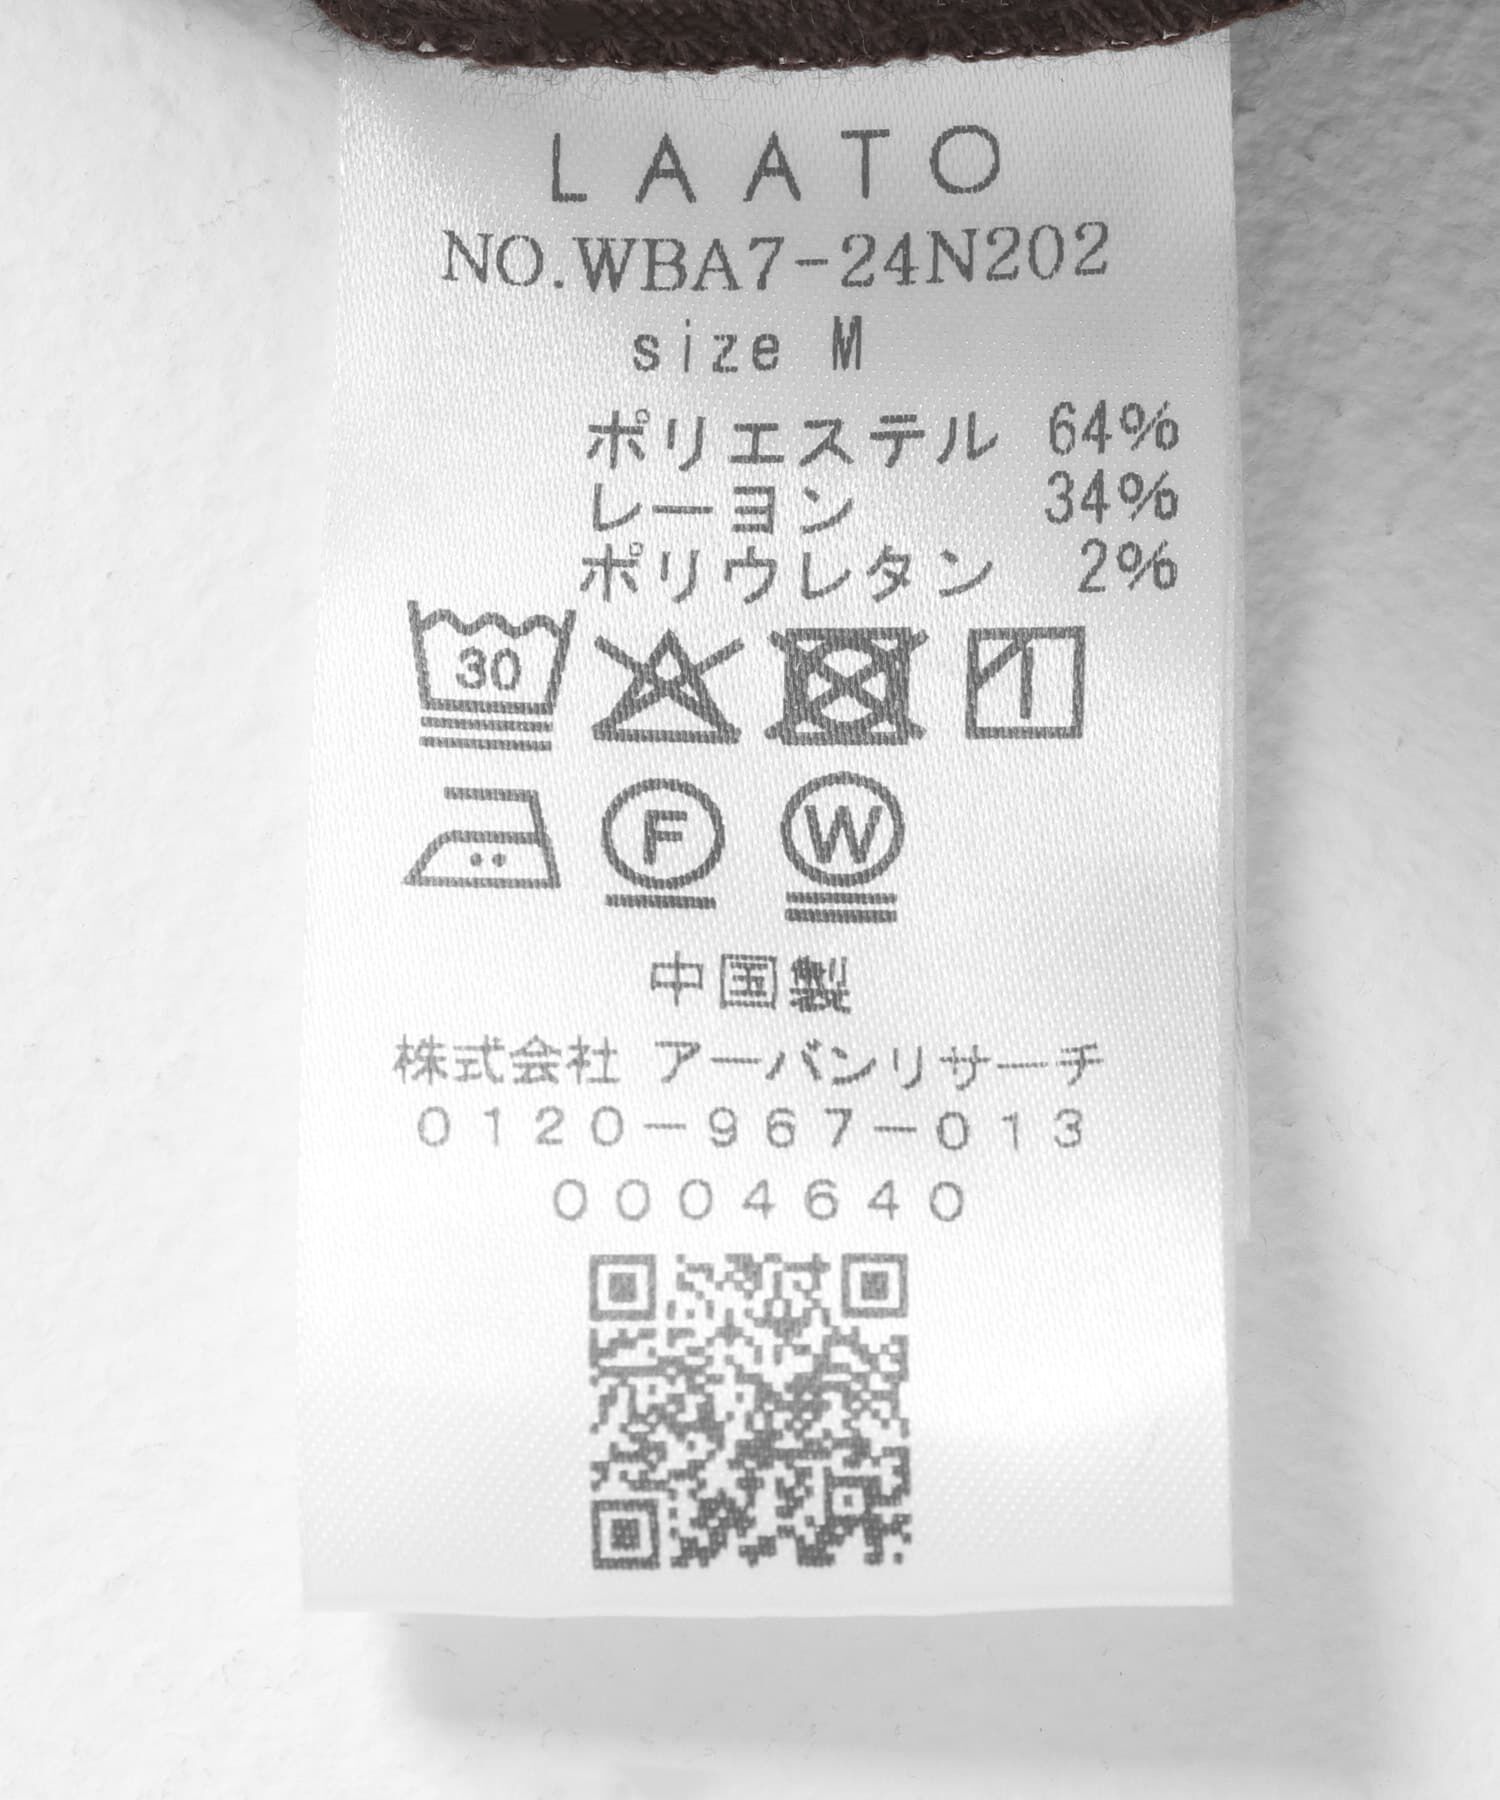 LAATO
NO.WBA7-24N202
size M
ポリエステル 64%
レーヨン 34%
ポリウレタン 2%
30
F W
中国製
株式会社 アーバンリサーチ
0120-967-013
0004640